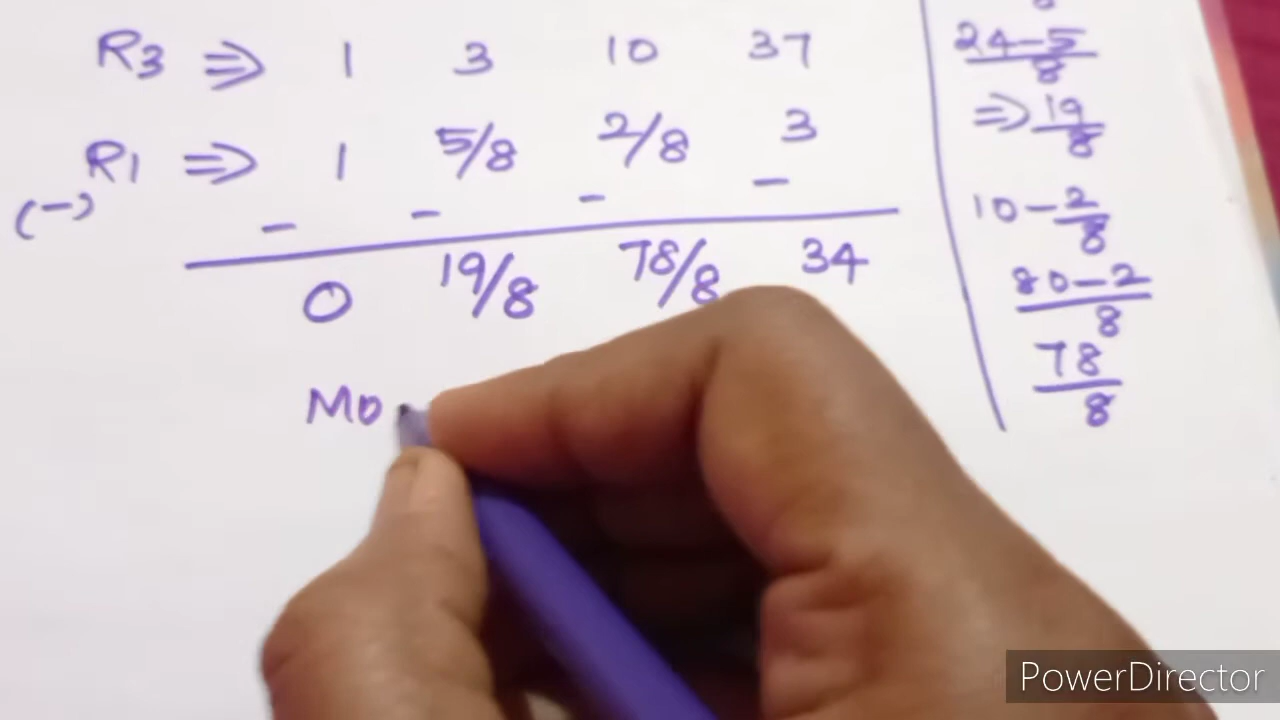 R3 ⇒ 1 3 10 37
R1 ⇒ 1 5/8 2/8 3
(-) - - - -
0 19/8 78/8 34
Mo
24-5/8
⇒ 19/8
10-2/8
80-2/8
78/8
PowerDirector